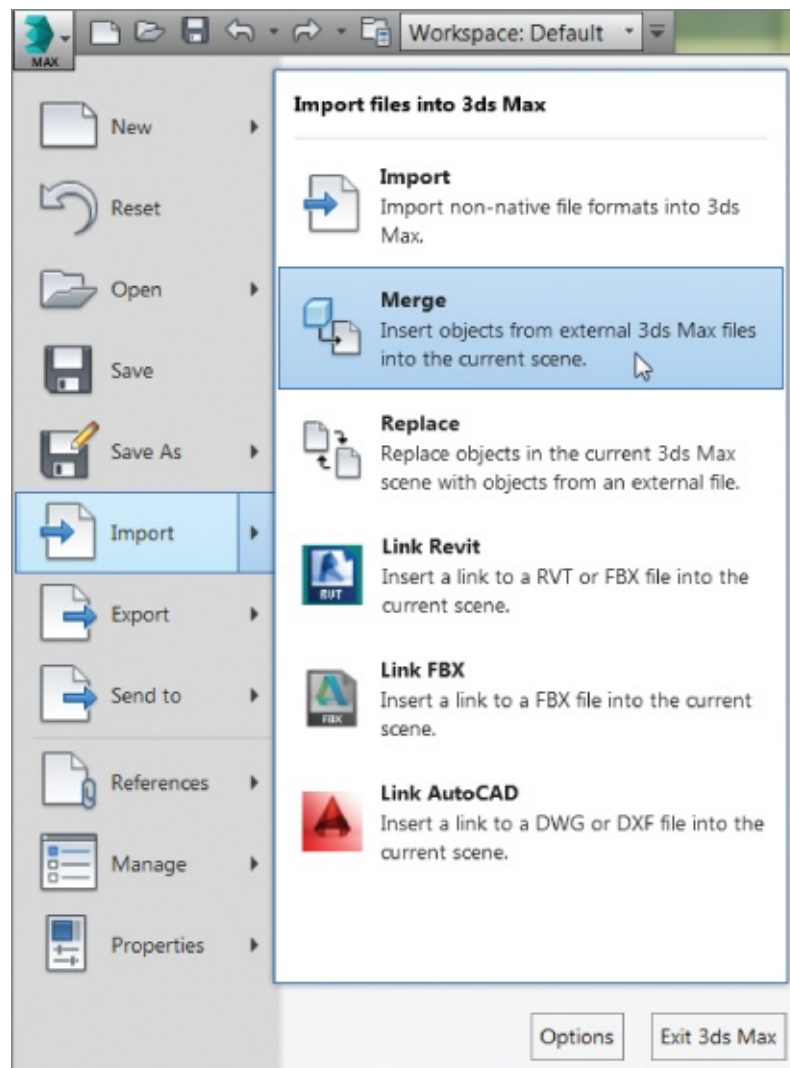 Workspace: Default
MAX
New
Reset
Open
Save
Save As
Import
Export
Send to
References
Manage
Properties
Import files into 3ds Max
Import
Import non-native file formats into 3ds
Max.
Merge
Insert objects from external 3ds Max files
into the current scene.
Replace
Replace objects in the current 3ds Max
scene with objects from an external file.
RVT
Link Revit
Insert a link to a RVT or FBX file into the
current scene.
FBX
Link FBX
Insert a link to a FBX file into the current
scene.
Link AutoCAD
Insert a link to a DWG or DXF file into the
current scene.
Options
Exit 3ds Max